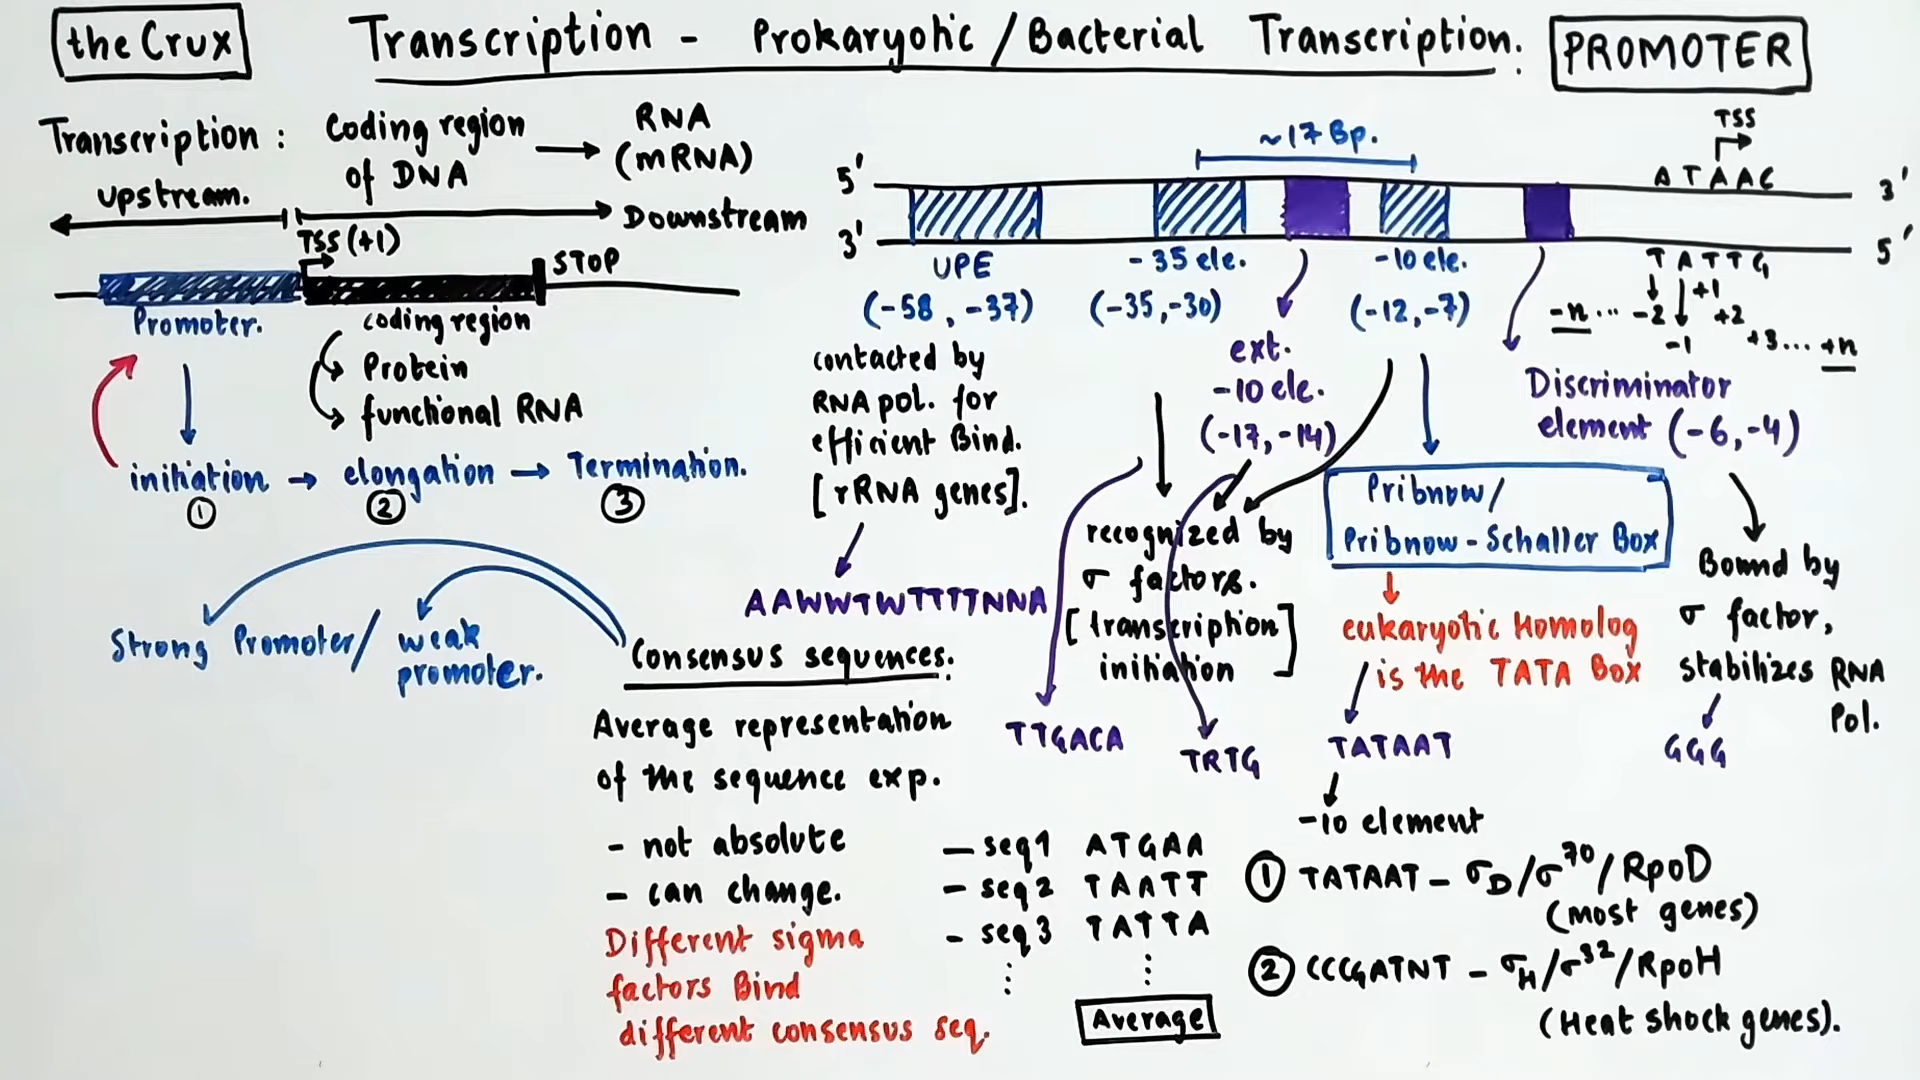 the Crux
Transcription - Prokaryotic / Bacterial Transcription.
PROMOTER
Transcription :
Coding region
of DNA
RNA
(mRNA)
upstream.
Downstream
TSS (+1)
STOP
Promoter.
coding region
Protein
functional RNA
initiation → elongation → Termination.
① ② ③
Strong Promoter/ weak
promoter.
TSS
~17 Bp.
ATAAC
5' 3'
3' 5'
TATTG
UPE
(-58, -37)
-35 ele.
(-35,-30)
-10 ele.
(-12,-7)
+1
-n... -2 +2
-1 +3... +n
contacted by
RNA pol. for
efficient Bind.
[rRNA genes].
AAWWTWTTTTNNA
ext.
-10 ele.
(-17, -14)
Discriminator
element (-6,-4)
recognized by
σ factors.
[transcription
initiation]
Pribnow/
Pribnow-Schaller Box
eukaryotic Homolog
is the TATA Box
Bound by
σ factor,
stabilizes RNA
Pol.
TTGACA
TRTG
TATAAT
GGG
-10 element
Consensus sequences.
Average representation
of the sequence exp.
- not absolute
- can change.
Different sigma
factors Bind
different consensus seq.
- seq1 ATGAA
- seq2 TAATT
- seq3 TATTA
⋮ ⋮
Average
① TATAAT - σD/σ70/RpoD
(most genes)
② CCCGATNT - σH/σ32/RpoH
(Heat shock genes).